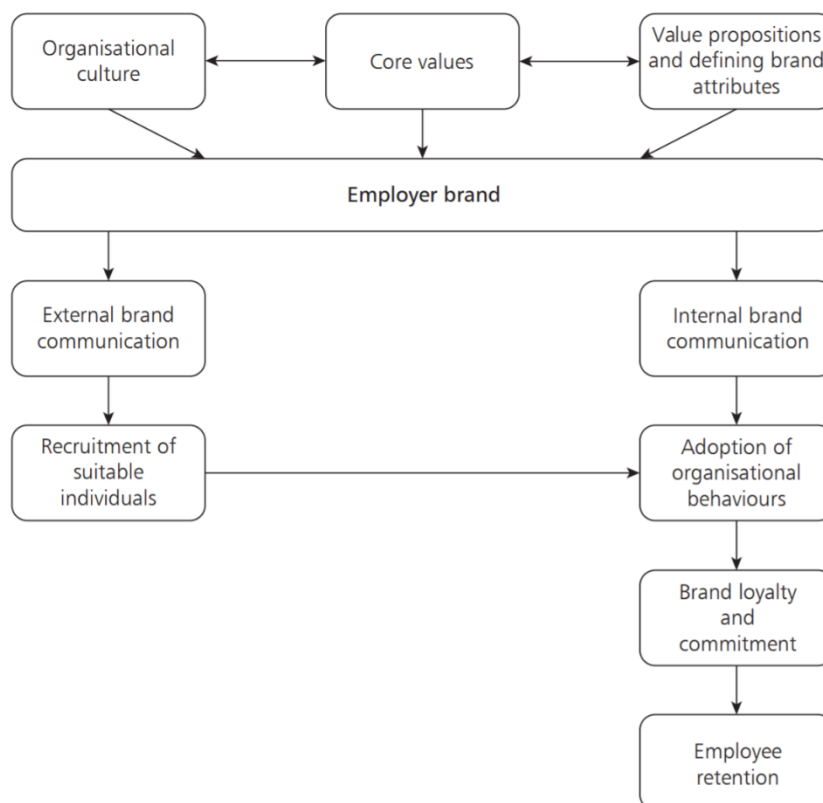 Organisational
culture
Core values
Value propositions
and defining brand
attributes
Employer brand
External brand
communication
Internal brand
communication
Recruitment of
suitable
individuals
Adoption of
organisational
behaviours
Brand loyalty
and
commitment
Employee
retention